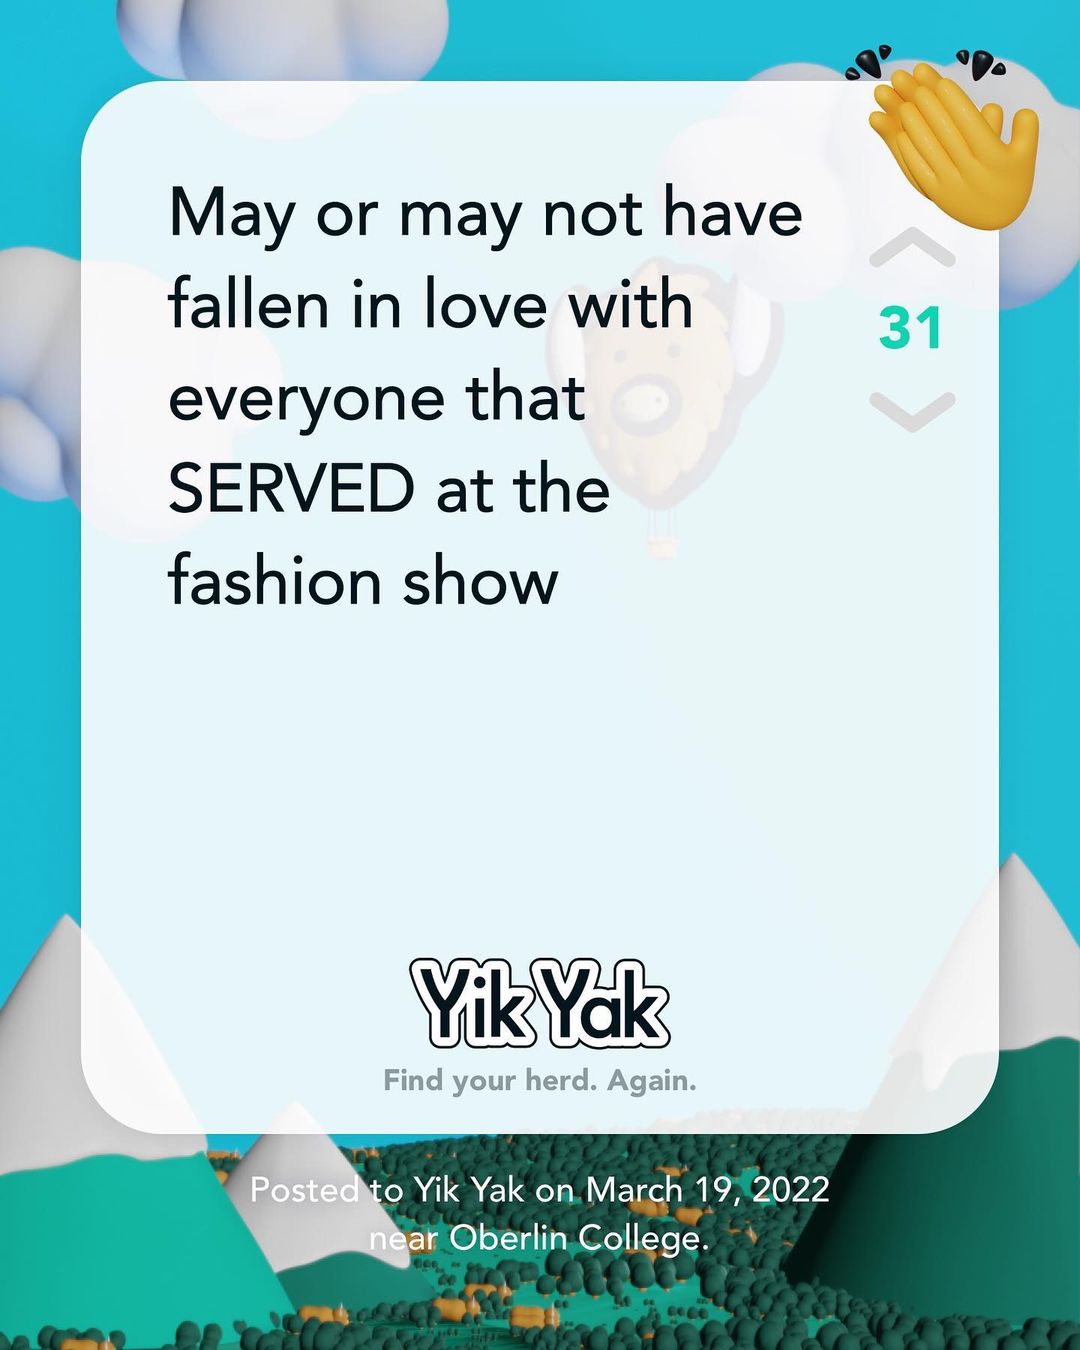 May or may not have
fallen in love with
everyone that
SERVED at the
fashion show
31
Yik Yak
Find your herd. Again.
Posted to Yik Yak on March 19, 2022
near Oberlin College.